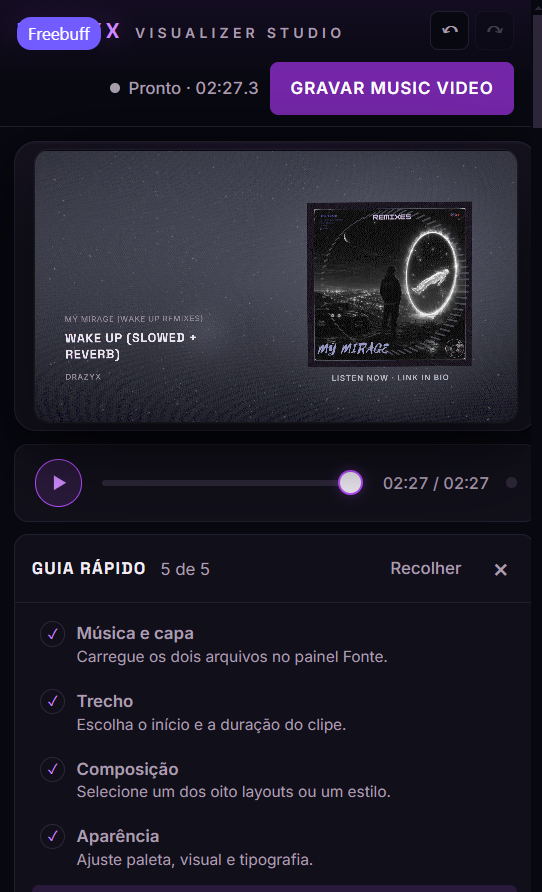 Freebuff X VISUALIZER STUDIO
Pronto · 02:27.3
GRAVAR MUSIC VIDEO
REMIXES
MY MIRAGE (WAKE UP REMIXES)
WAKE UP (SLOWED +
REVERB)
DRAZYX
my MIRAGE
LISTEN NOW · LINK IN BIO
02:27 / 02:27
GUIA RÁPIDO 5 de 5 Recolher
Música e capa
Carregue os dois arquivos no painel Fonte.
Trecho
Escolha o início e a duração do clipe.
Composição
Selecione um dos oito layouts ou um estilo.
Aparência
Ajuste paleta, visual e tipografia.